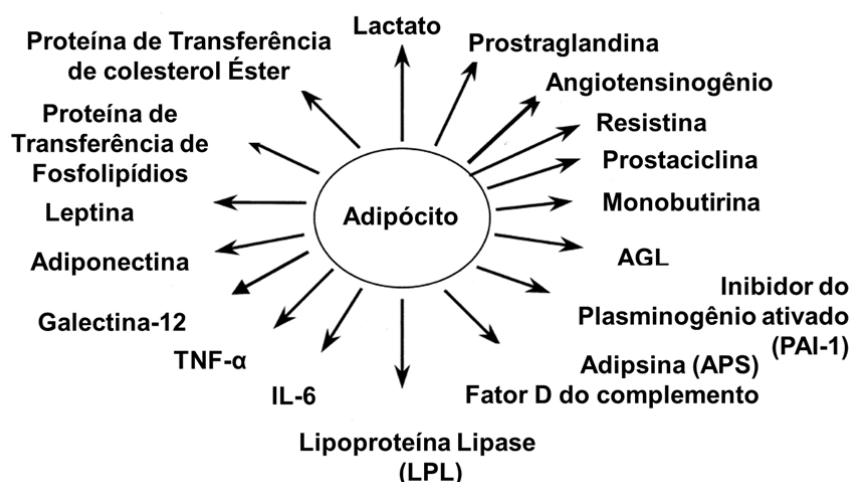 Lactato
Proteína de Transferência
de colesterol Éster
Prostraglandina
Angiotensinogênio
Proteína de
Transferência de
Fosfolipídios
Resistina
Prostaciclina
Leptina
Adipócito
Monobutirina
Adiponectina
AGL
Galectina-12
Inibidor do
Plasminogênio ativado
(PAI-1)
TNF-α
Adipsina (APS)
Fator D do complemento
IL-6
Lipoproteína Lipase
(LPL)